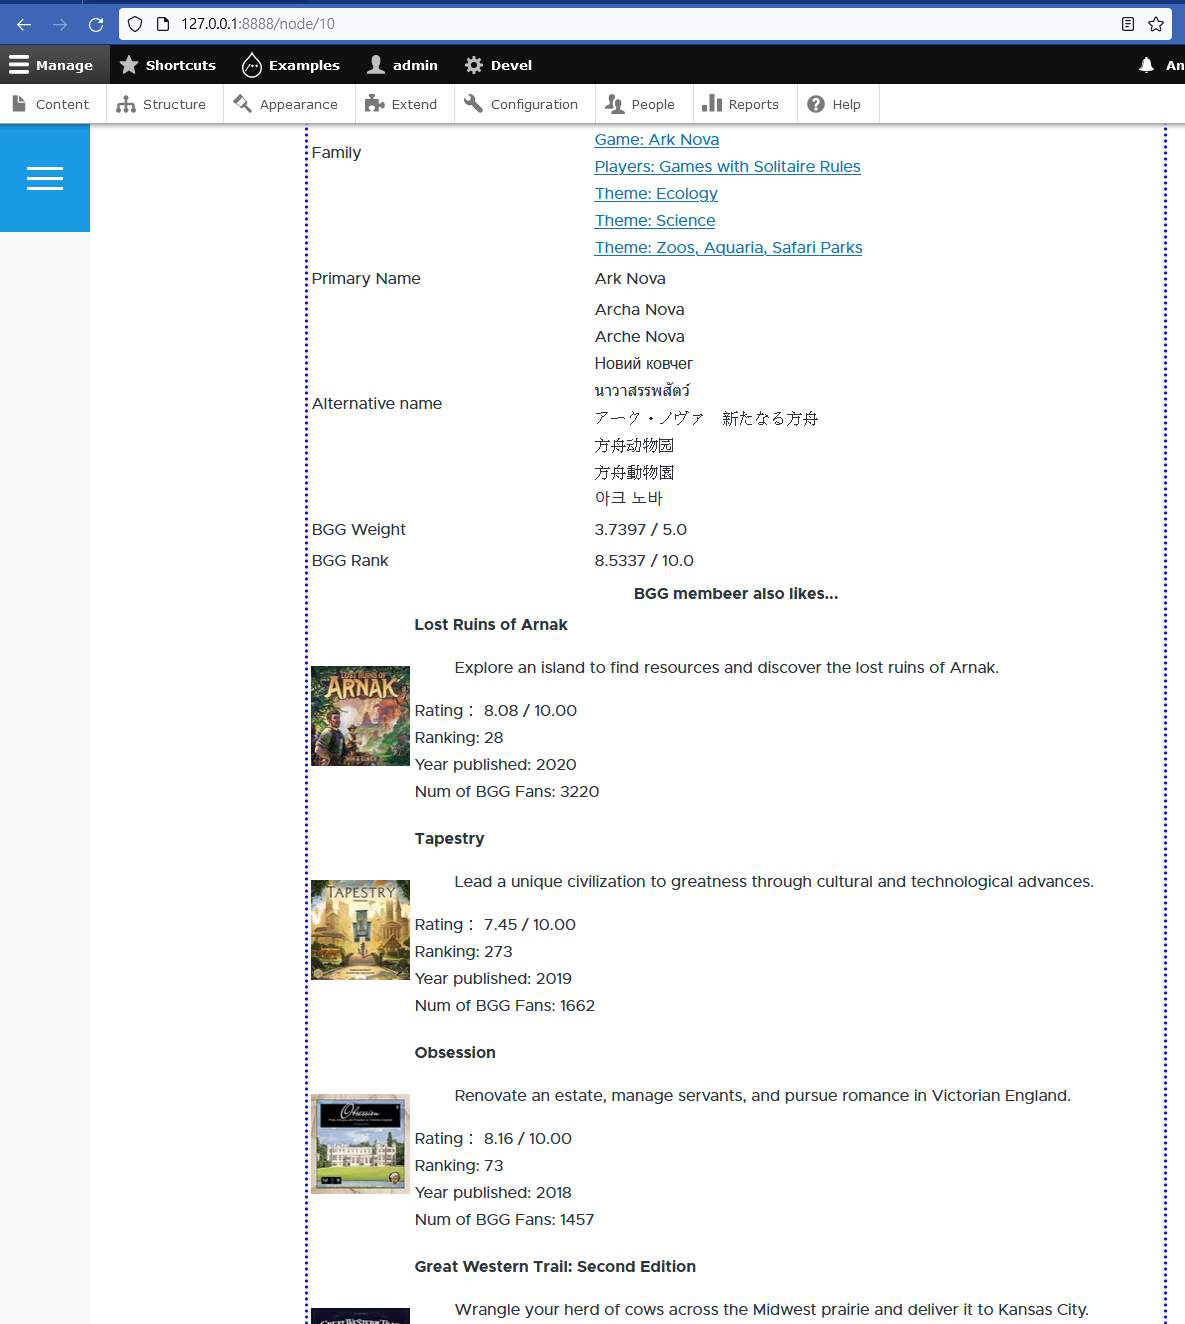 127.0.0.1:8888/node/10
Manage Shortcuts Examples admin Devel An
Content Structure Appearance Extend Configuration People Reports Help
Family
Game: Ark Nova
Players: Games with Solitaire Rules
Theme: Ecology
Theme: Science
Theme: Zoos, Aquaria, Safari Parks
Primary Name Ark Nova
Alternative name
Archa Nova
Arche Nova
Новий ковчег
นาวาสรรพสัตว์
アーク・ノヴァ　新たなる方舟
方舟动物园
方舟動物園
아크 노바
BGG Weight 3.7397 / 5.0
BGG Rank 8.5337 / 10.0
BGG membeer also likes...
Lost Ruins of Arnak
LOST RUINS OF
ARNAK
Explore an island to find resources and discover the lost ruins of Arnak.
Rating： 8.08 / 10.00
Ranking: 28
Year published: 2020
Num of BGG Fans: 3220
Tapestry
TAPESTRY
Lead a unique civilization to greatness through cultural and technological advances.
Rating： 7.45 / 10.00
Ranking: 273
Year published: 2019
Num of BGG Fans: 1662
Obsession
Obsession
Renovate an estate, manage servants, and pursue romance in Victorian England.
Rating： 8.16 / 10.00
Ranking: 73
Year published: 2018
Num of BGG Fans: 1457
Great Western Trail: Second Edition
Wrangle your herd of cows across the Midwest prairie and deliver it to Kansas City.